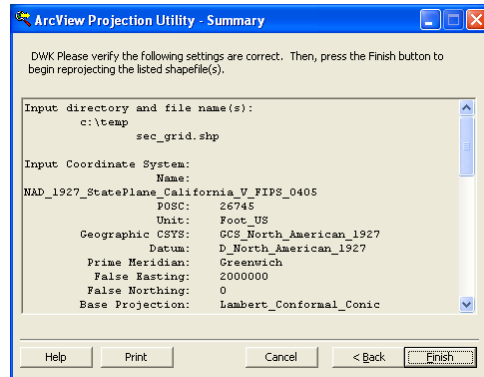 ArcView Projection Utility - Summary
DWK Please verify the following settings are correct. Then, press the Finish button to
begin reprojecting the listed shapefile(s).
Input directory and file name(s):
c:\temp
sec_grid.shp
Input Coordinate System:
Name:
NAD_1927_StatePlane_California_V_FIPS_0405
POSC: 26745
Unit: Foot_US
Geographic CSYS: GCS_North_American_1927
Datum: D_North_American_1927
Prime Meridian: Greenwich
False Easting: 2000000
False Northing: 0
Base Projection: Lambert_Conformal_Conic
Help Print Cancel < Back Finish